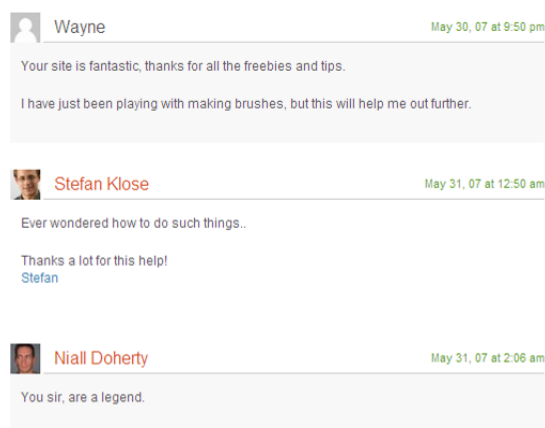 Wayne
May 30, 07 at 9:50 pm
Your site is fantastic, thanks for all the freebies and tips.
I have just been playing with making brushes, but this will help me out further.
Stefan Klose
May 31, 07 at 12:50 am
Ever wondered how to do such things..
Thanks a lot for this help!
Stefan
Niall Doherty
May 31, 07 at 2:06 am
You sir, are a legend.